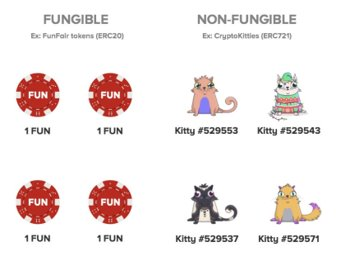 FUNGIBLE
Ex: FunFair tokens (ERC20)
NON-FUNGIBLE
Ex: CryptoKitties (ERC721)
FUN
FUN
1 FUN
1 FUN
Kitty #529553
Kitty #529543
FUN
FUN
1 FUN
1 FUN
Kitty #529537
Kitty #529571